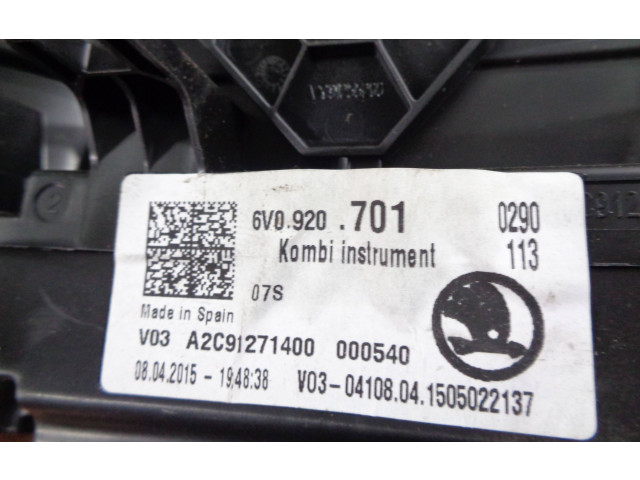 6V0.920 .701 0290
Kombi instrument 113
07S
Made in Spain
V03 A2C91271400 000540
08.04.2015 - 19:48:38 V03-04108.04.1505022137